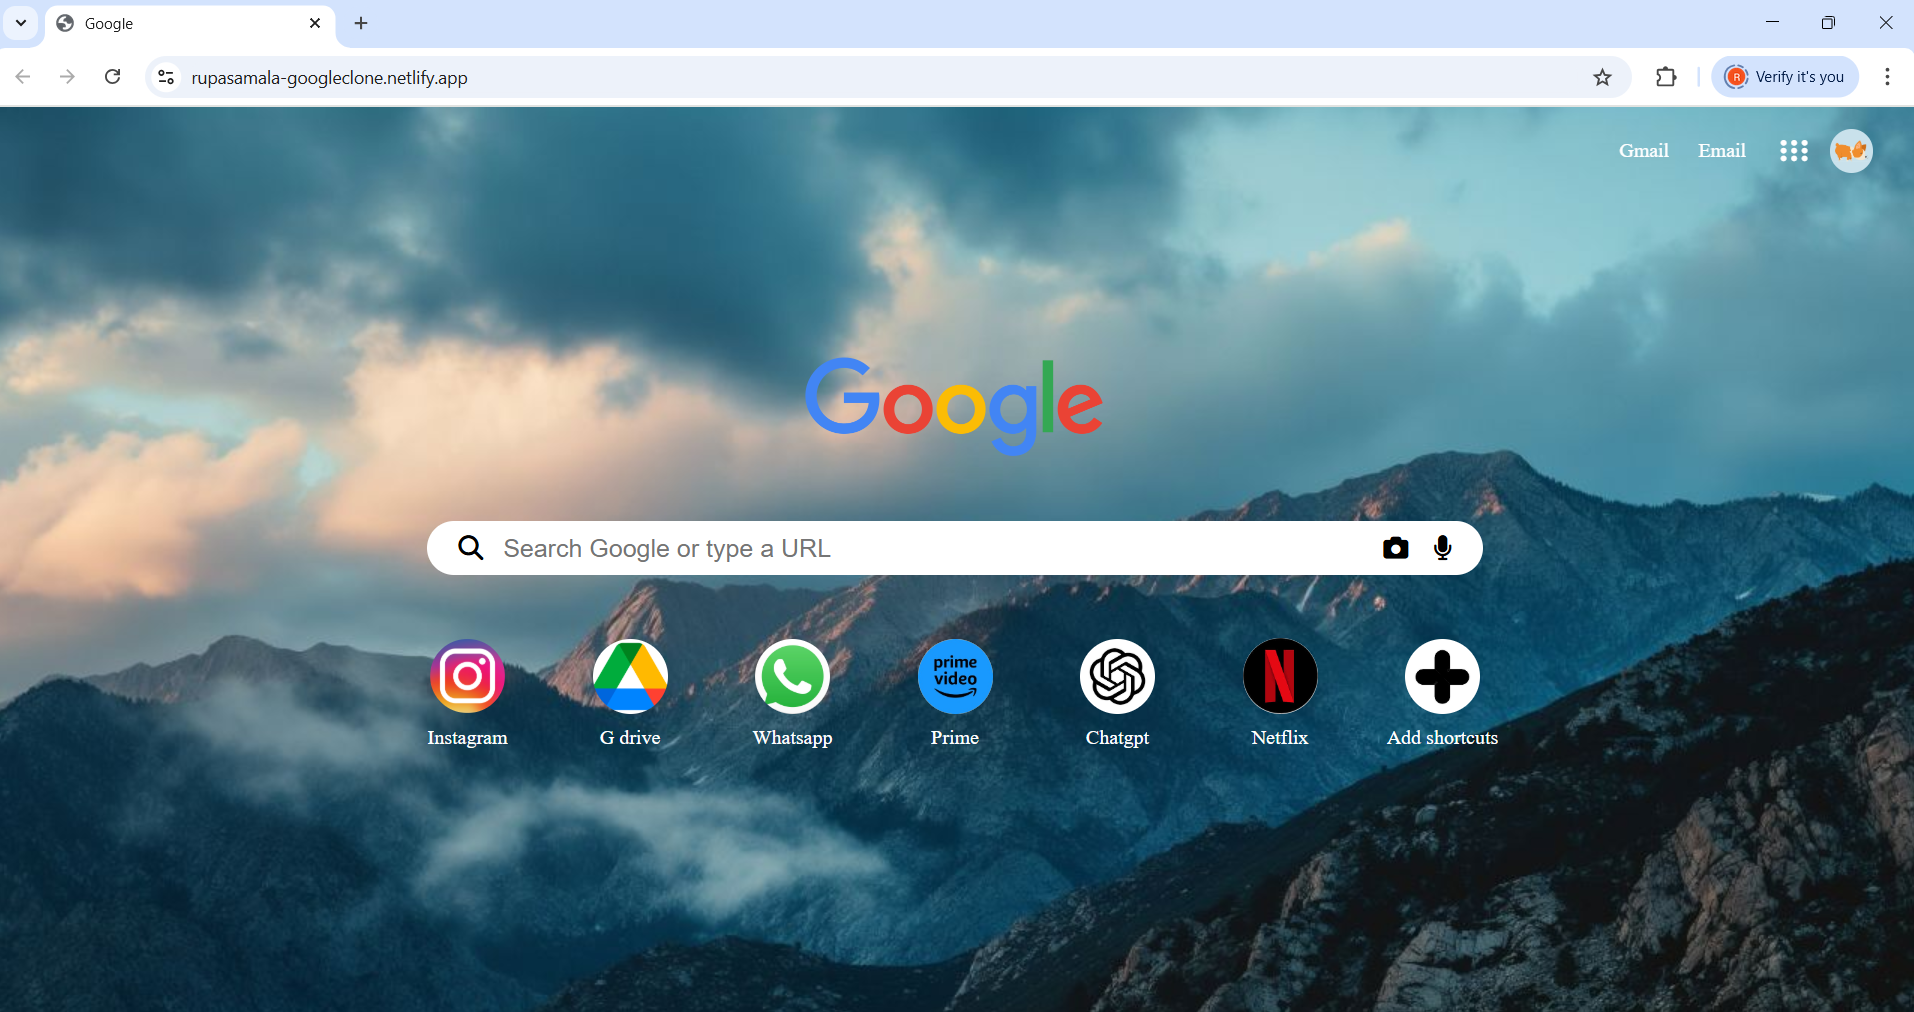 Google
rupasamala-googleclone.netlify.app
R
Verify it's you
Gmail Email
Google
Search Google or type a URL
prime
video
Instagram G drive Whatsapp Prime Chatgpt Netflix Add shortcuts